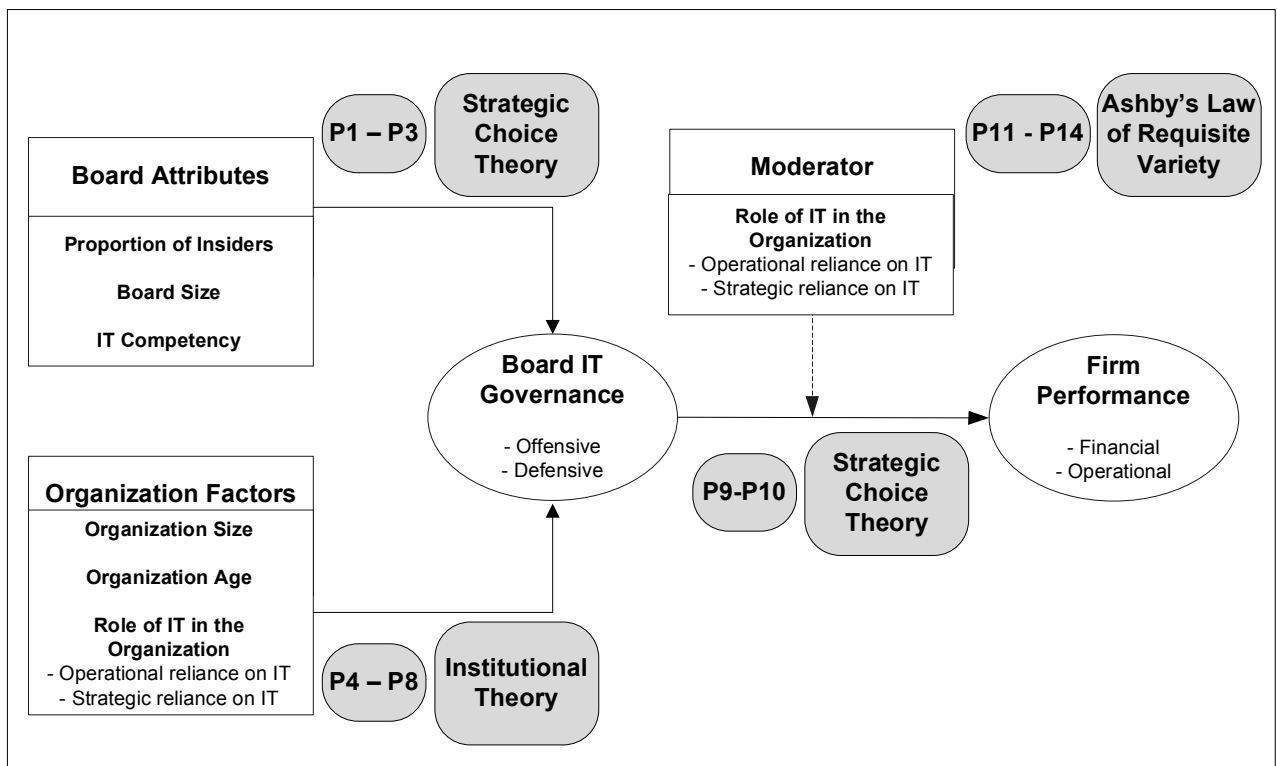 P1 – P3
Strategic
Choice
Theory
Board Attributes
Proportion of Insiders
Board Size
IT Competency
P11 - P14
Ashby's Law
of Requisite
Variety
Moderator
Role of IT in the
Organization
- Operational reliance on IT
- Strategic reliance on IT
Board IT
Governance
- Offensive
- Defensive
Firm
Performance
- Financial
- Operational
P9-P10
Strategic
Choice
Theory
Organization Factors
Organization Size
Organization Age
Role of IT in the
Organization
- Operational reliance on IT
- Strategic reliance on IT
P4 – P8
Institutional
Theory